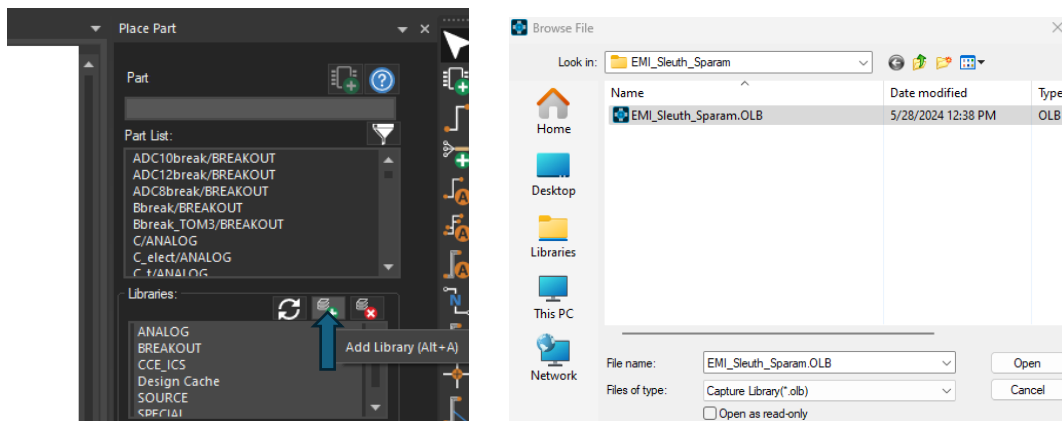 Place Part
Part
Part List:
ADC10break/BREAKOUT
ADC12break/BREAKOUT
ADC8break/BREAKOUT
Bbreak/BREAKOUT
Bbreak_TOM3/BREAKOUT
C/ANALOG
C_elect/ANALOG
C_t/ANALOG
Libraries:
ANALOG
BREAKOUT
CCE_ICS
Design Cache
SOURCE
SPECIAL
Add Library (Alt+A)
N
Browse File
Look in: EMI_Sleuth_Sparam
Name Date modified Type
EMI_Sleuth_Sparam.OLB 5/28/2024 12:38 PM OLB
Home
Desktop
Libraries
This PC
Network
File name: EMI_Sleuth_Sparam.OLB Open
Files of type: Capture Library(*.olb) Cancel
Open as read-only